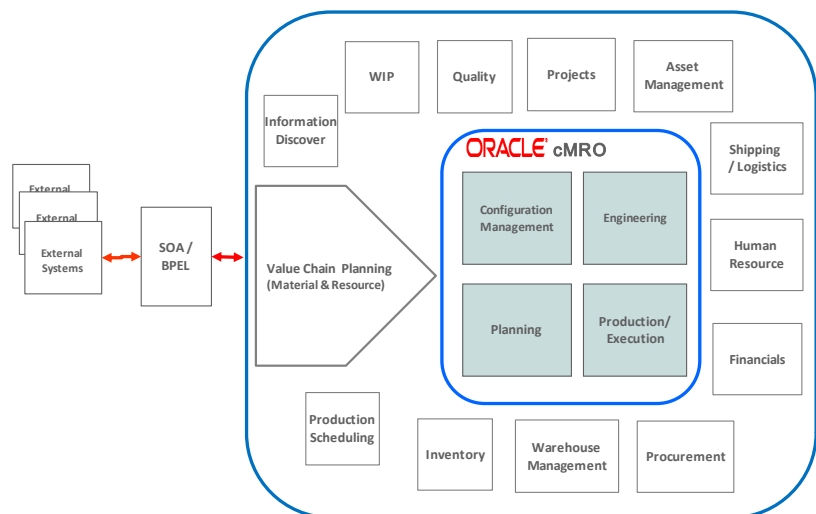 WIP
Quality
Projects
Asset
Management
Information
Discover
ORACLE' cMRO
Shipping
/ Logistics
Configuration
Management
Engineering
External
External
External
Systems
SOA /
BPEL
Value Chain Planning
(Material & Resource)
Human
Resource
Planning
Production/
Execution
Financials
Production
Scheduling
Inventory
Warehouse
Management
Procurement